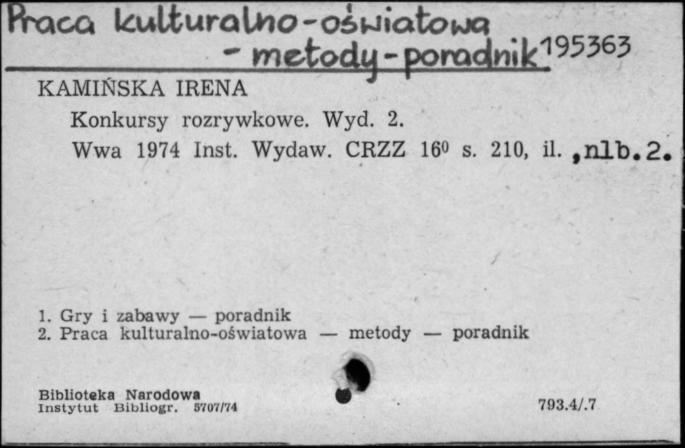 Praca kulturalno-oświatowa
- metody - poradnik 195363
KAMIŃSKA IRENA
Konkursy rozrywkowe. Wyd. 2.
Wwa 1974 Inst. Wydaw. CRZZ 16⁰ s. 210, il. ,nlb.2.
1. Gry i zabawy — poradnik
2. Praca kulturalno-oświatowa — metody — poradnik
Biblioteka Narodowa
Instytut Bibliogr. 5707/74
793.4/.7